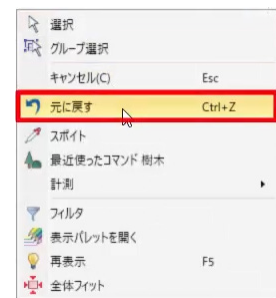 選択
グループ選択
キャンセル(C) Esc
元に戻す Ctrl+Z
スポイト
最近使ったコマンド 樹木
計測
フィルタ
表示パレットを開く
再表示 F5
全体フィット